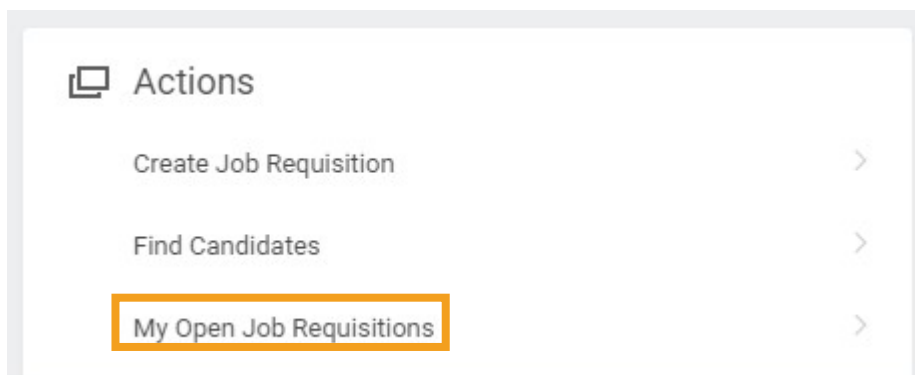 Actions
Create Job Requisition
Find Candidates
My Open Job Requisitions